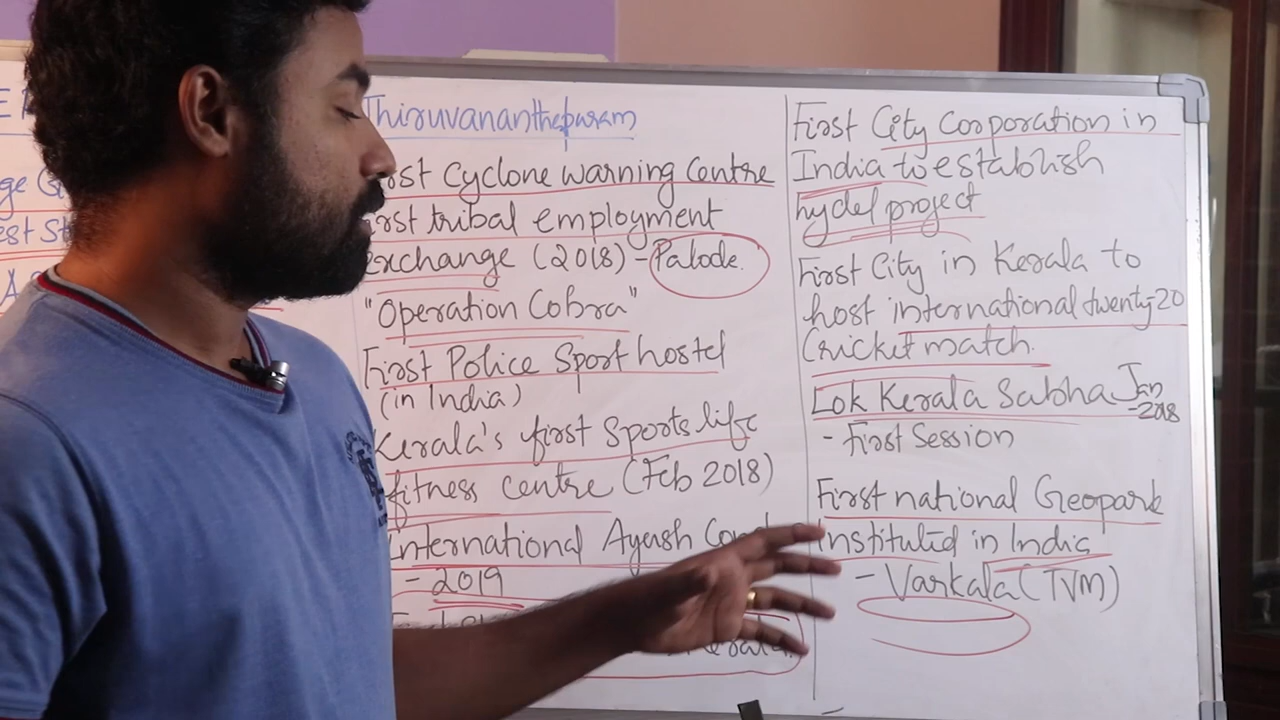 Thiruvananthapuram
Cyclone warning Centre
tribal employment
exchange (2018) - Palode.
"Operation Cobra"
First Police Sport hostel
(in India)
Kerala's first Sports life
fitness centre (Feb 2018)
International Ayush
- 2019
First City Corporation in
India to establish
hydel project
First City in Kerala to
host international twenty-20
Cricket match.
Lok Kerala Sabha Jan
-2018
- First Session
First national Geopark
instituted in India
- Varkala (TVM)